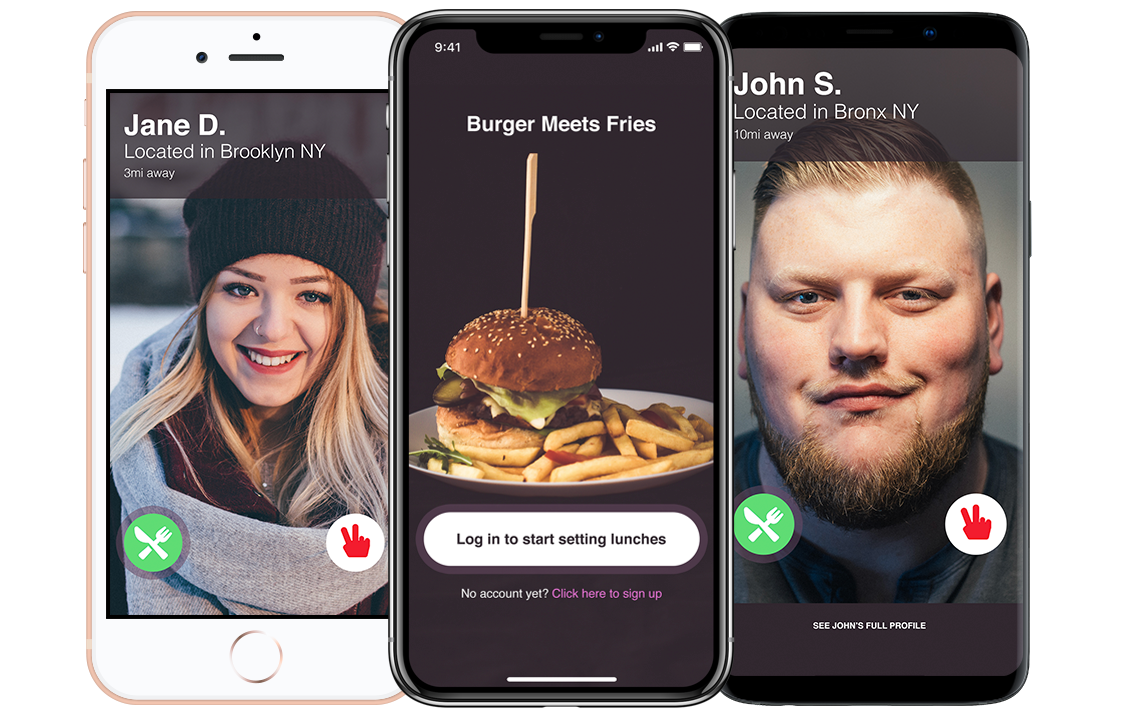 Jane D.
Located in Brooklyn NY
3mi away
9:41
Burger Meets Fries
Log in to start setting lunches
No account yet? Click here to sign up
John S.
Located in Bronx NY
10mi away
SEE JOHN'S FULL PROFILE